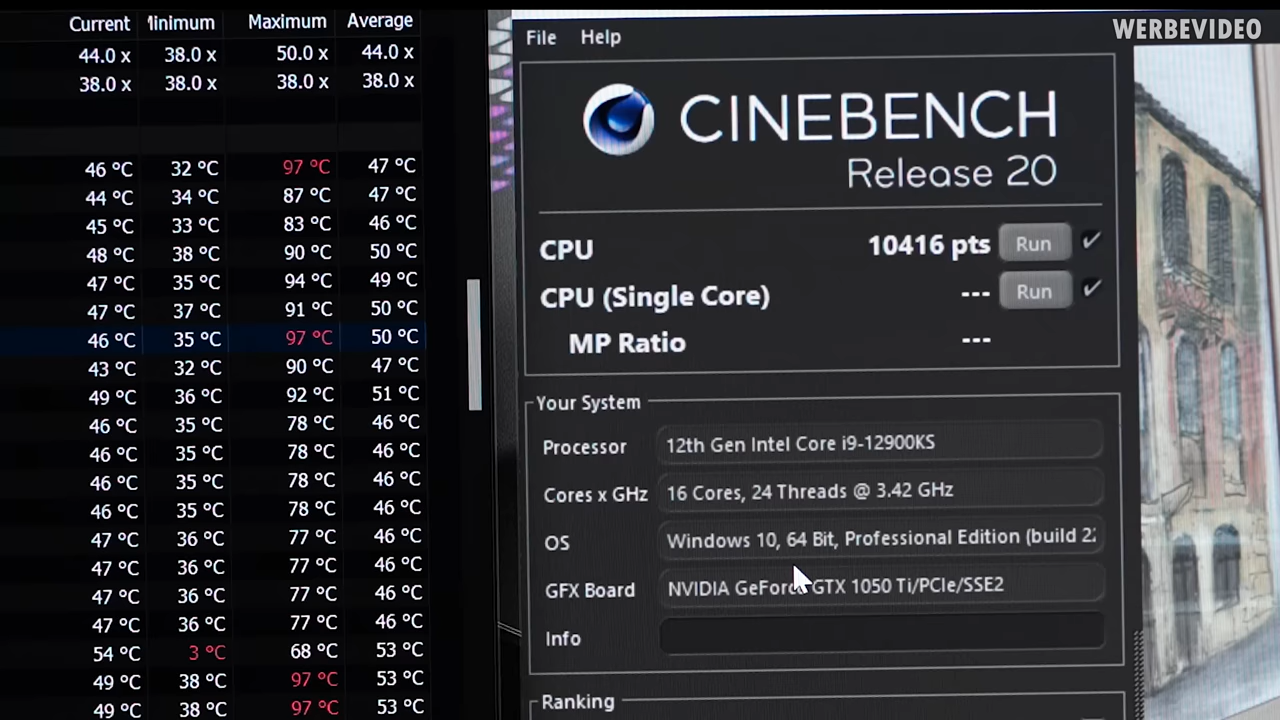 Current Minimum Maximum Average
44.0 x 38.0 x 50.0 x 44.0 x
38.0 x 38.0 x 38.0 x 38.0 x
46 °C 32 °C 97 °C 47 °C
44 °C 34 °C 87 °C 47 °C
45 °C 33 °C 83 °C 46 °C
48 °C 38 °C 90 °C 50 °C
47 °C 35 °C 94 °C 49 °C
47 °C 37 °C 91 °C 50 °C
46 °C 35 °C 97 °C 50 °C
43 °C 32 °C 90 °C 47 °C
49 °C 36 °C 92 °C 51 °C
46 °C 35 °C 78 °C 46 °C
46 °C 35 °C 78 °C 46 °C
46 °C 35 °C 78 °C 46 °C
46 °C 35 °C 78 °C 46 °C
47 °C 36 °C 77 °C 46 °C
47 °C 36 °C 77 °C 46 °C
47 °C 36 °C 77 °C 46 °C
47 °C 36 °C 77 °C 46 °C
54 °C 3 °C 68 °C 53 °C
49 °C 38 °C 97 °C 53 °C
49 °C 38 °C 97 °C 53 °C
File Help
WERBEVIDEO
CINEBENCH
Release 20
CPU 10416 pts Run
CPU (Single Core) --- Run
MP Ratio ---
Your System
Processor 12th Gen Intel Core i9-12900KS
Cores x GHz 16 Cores, 24 Threads @ 3.42 GHz
OS Windows 10, 64 Bit, Professional Edition (build 22
GFX Board NVIDIA GeForce GTX 1050 Ti/PCIe/SSE2
Info
Ranking